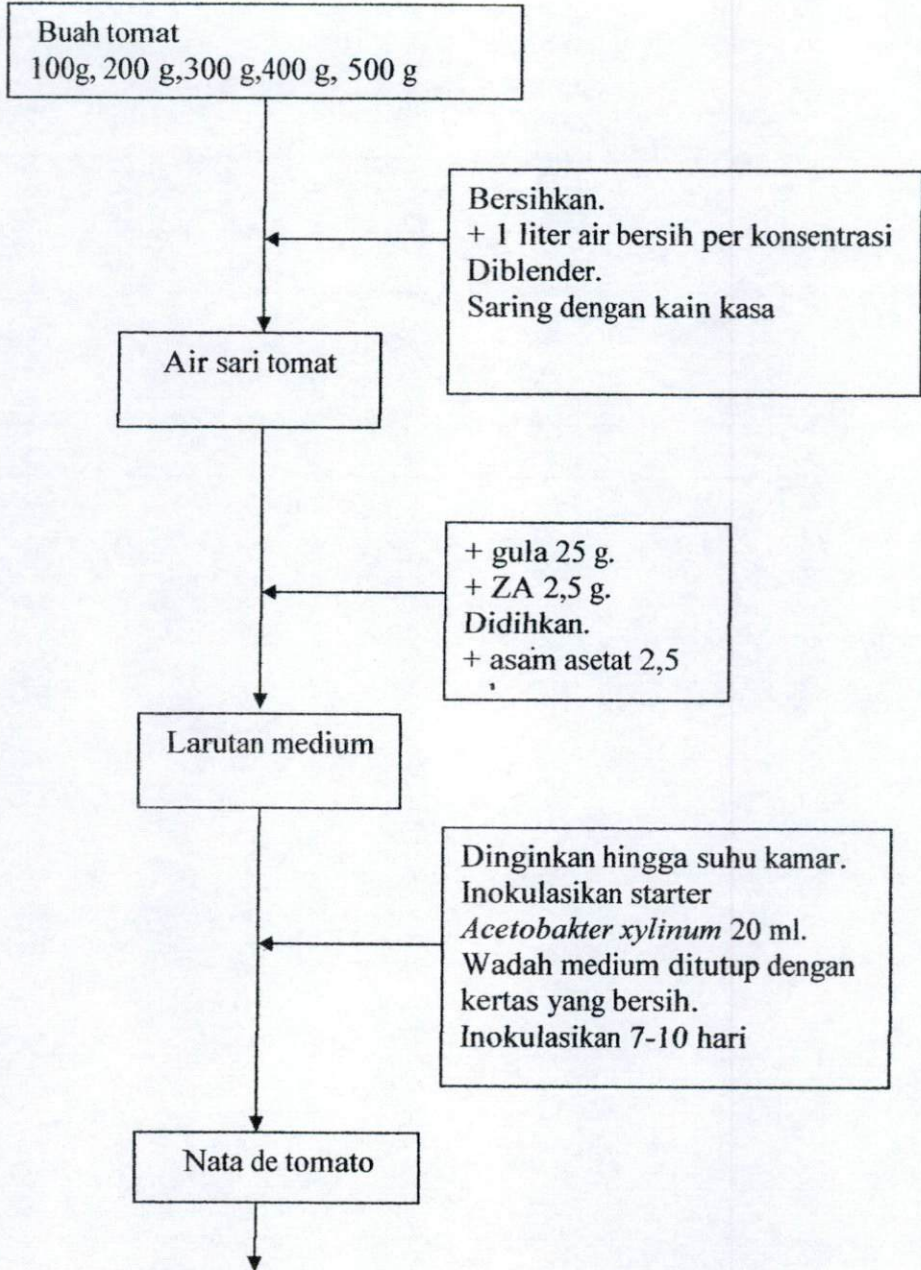 Buah tomat
100g, 200 g,300 g,400 g, 500 g
Bersihkan.
+ 1 liter air bersih per konsentrasi
Diblender.
Saring dengan kain kasa
Air sari tomat
+ gula 25 g.
+ ZA 2,5 g.
Didihkan.
+ asam asetat 2,5
Larutan medium
Dinginkan hingga suhu kamar.
Inokulasikan starter
Acetobakter xylinum 20 ml.
Wadah medium ditutup dengan
kertas yang bersih.
Inokulasikan 7-10 hari
Nata de tomato